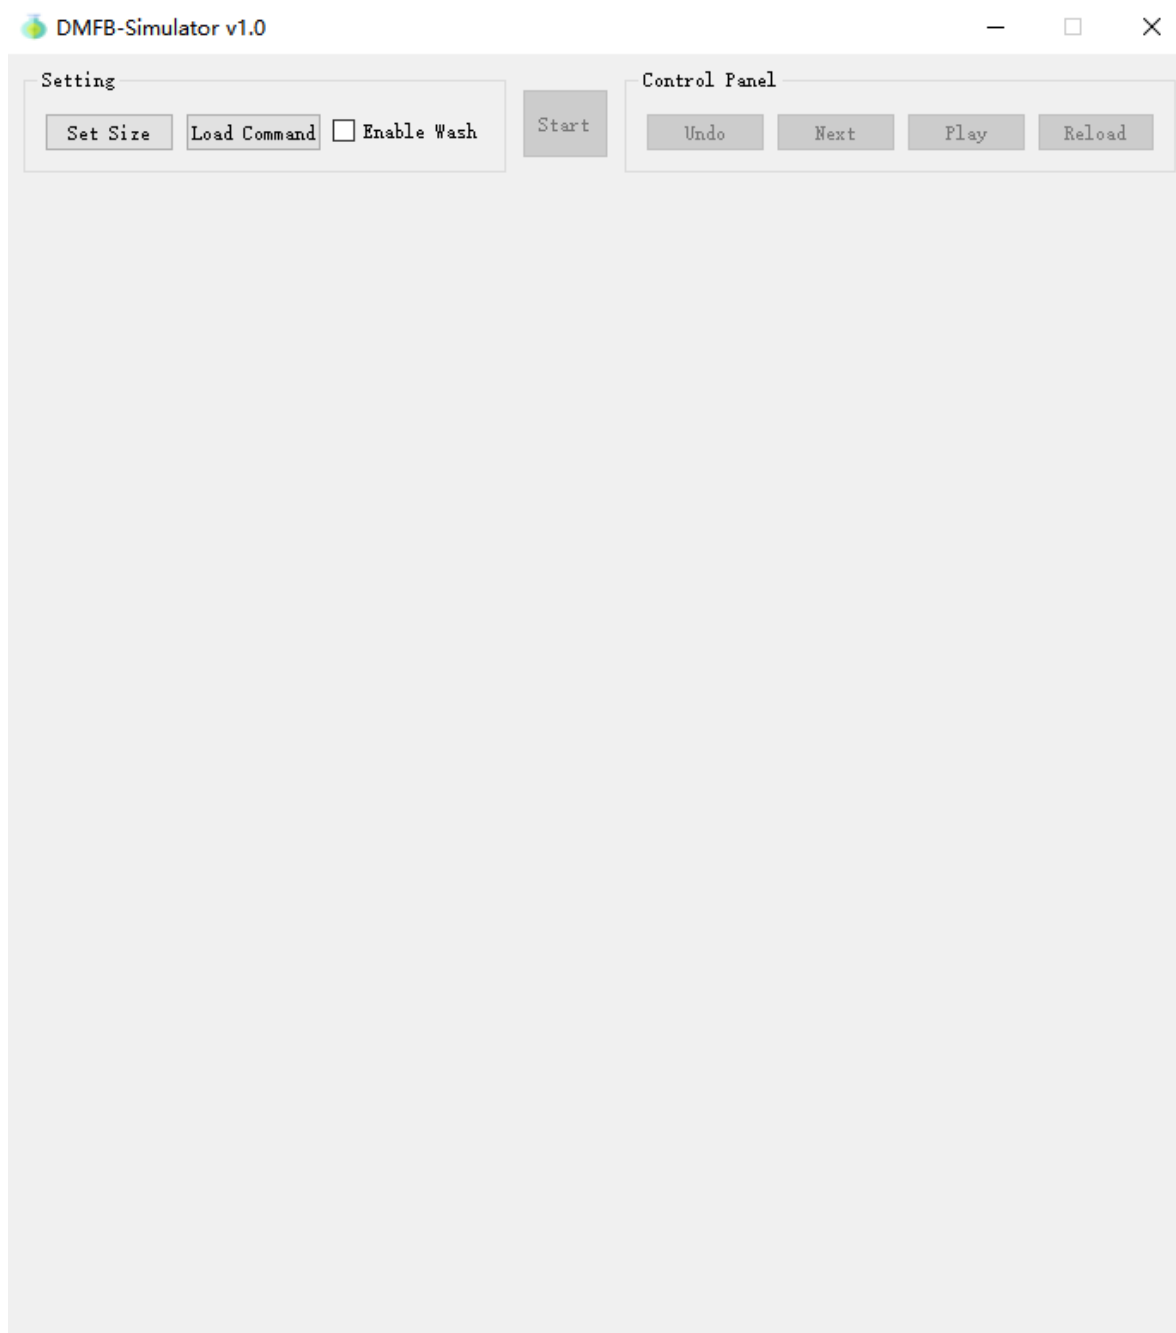 DMFB-Simulator v1.0
Setting
Control Panel
Set Size Load Command Enable Wash Start Undo Next Play Reload